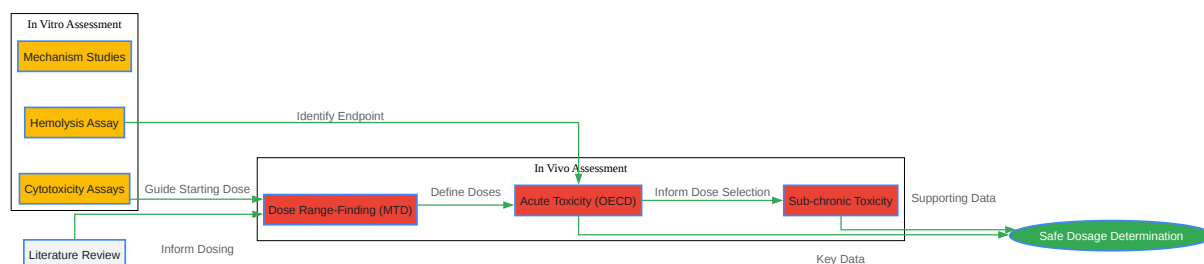 In Vitro Assessment
Mechanism Studies
Hemolysis Assay
Identify Endpoint
In Vivo Assessment
Cytotoxicity Assays
Guide Starting Dose
Dose Range-Finding (MTD)
Define Doses
Acute Toxicity (OECD)
Inform Dose Selection
Sub-chronic Toxicity
Supporting Data
Safe Dosage Determination
Literature Review
Inform Dosing
Key Data